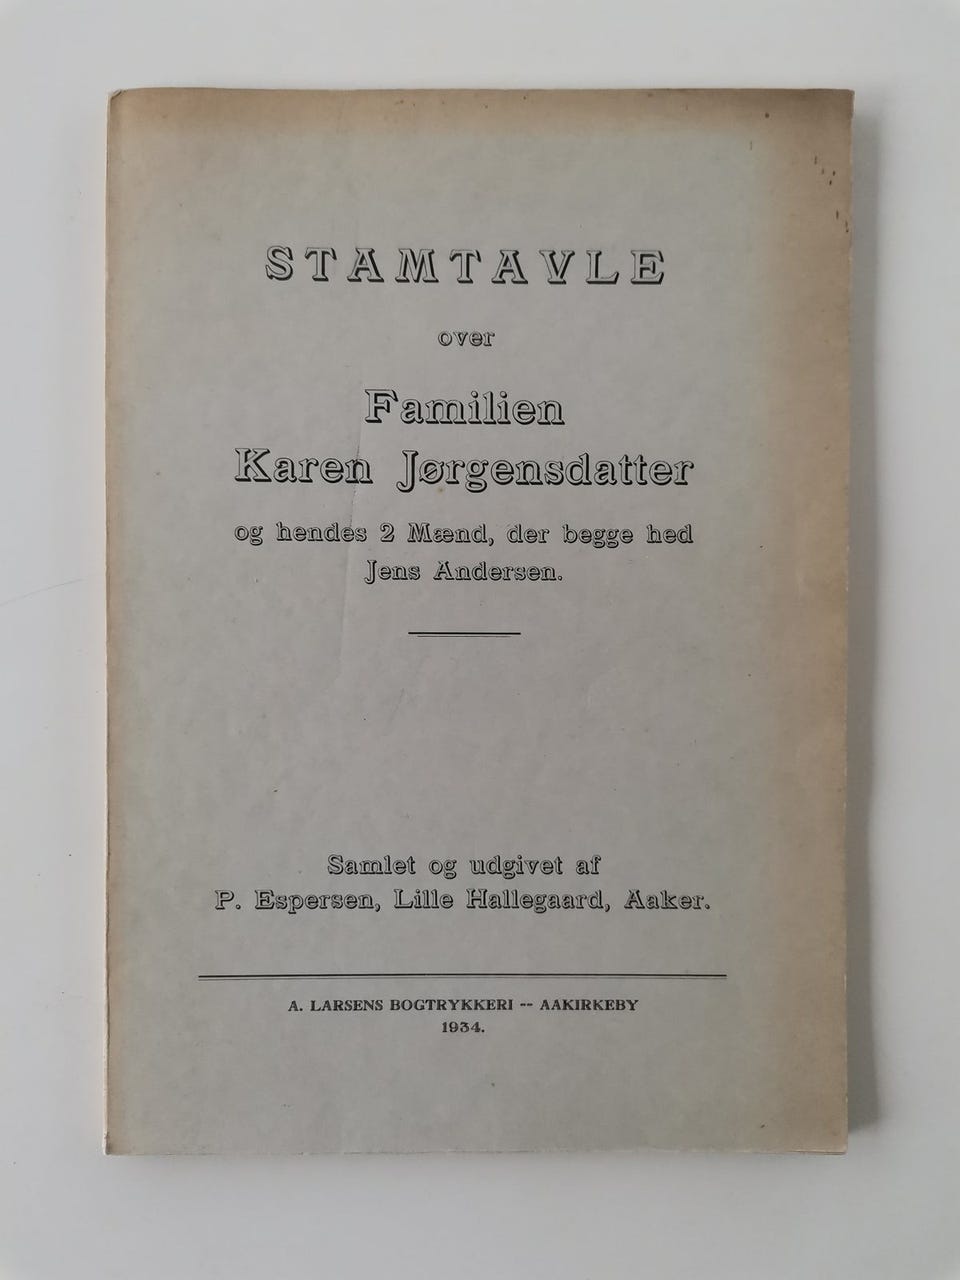 STAMTAVLE
over
Familien
Karen Jørgensdatter
og hendes 2 Mænd, der begge hed
Jens Andersen.
Samlet og udgivet af
P. Espersen, Lille Hallegaard, Aaker.
A. LARSENS BOGTRYKKERI -- AAKIRKEBY
1934.